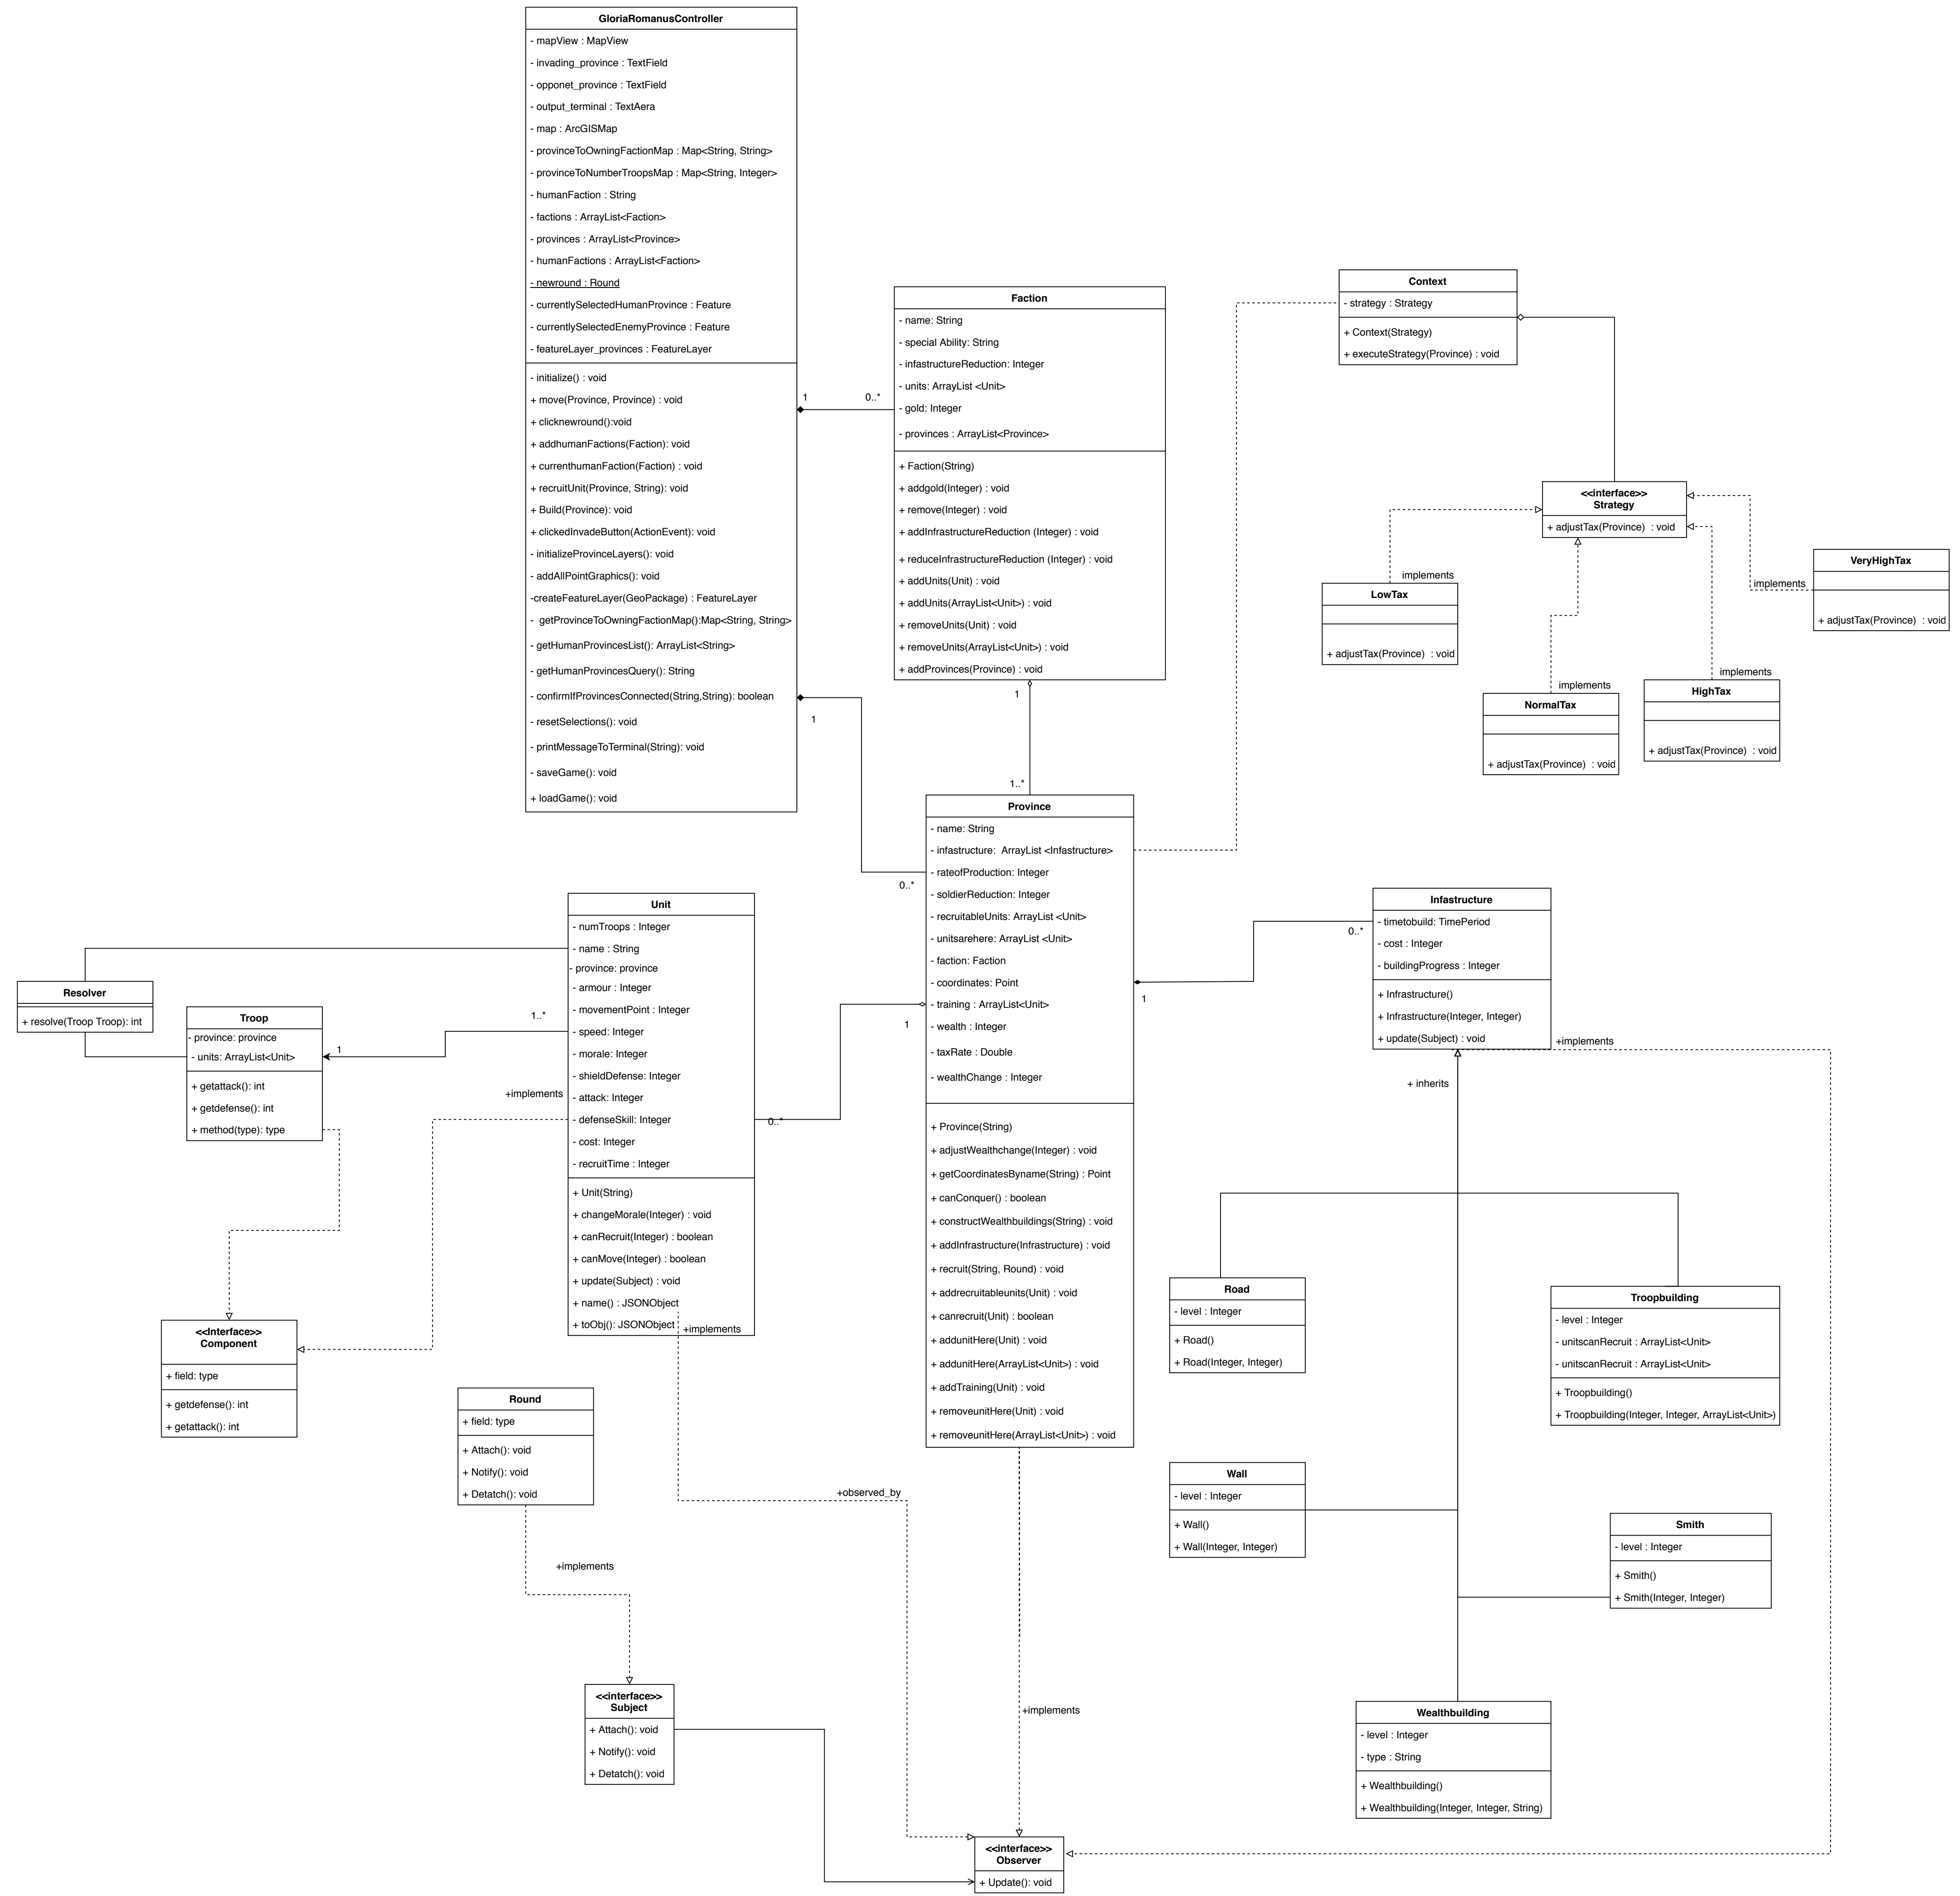 GloriaRomanusController
- mapView : MapView
- invading_province : TextField
- opponet_province : TextField
- output_terminal : TextAera
- map : ArcGISMap
- provinceToOwningFactionMap : Map<String, String>
- provinceToNumberTroopsMap : Map<String, Integer>
- humanFaction : String
- factions : ArrayList<Faction>
- provinces : ArrayList<Province>
- humanFactions : ArrayList<Faction>
- newround : Round
- currentlySelectedHumanProvince : Feature
- currentlySelectedEnemyProvince : Feature
- featureLayer_provinces : FeatureLayer
- initialize() : void
+ move(Province, Province) : void
+ clicknewround():void
+ addhumanFactions(Faction): void
+ currenthumanFaction(Faction) : void
+ recruitUnit(Province, String): void
+ Build(Province): void
+ clickedInvadeButton(ActionEvent): void
- initializeProvinceLayers(): void
- addAllPointGraphics(): void
-createFeatureLayer(GeoPackage) : FeatureLayer
- getProvinceToOwningFactionMap():Map<String, String>
- getHumanProvincesList(): ArrayList<String>
- getHumanProvincesQuery(): String
- confirmIfProvincesConnected(String,String): boolean
- resetSelections(): void
- printMessageToTerminal(String): void
- saveGame(): void
+ loadGame(): void
1
0..*
1
0..*
Faction
- name: String
- special Ability: String
- infastructureReduction: Integer
- units: ArrayList <Unit>
- gold: Integer
- provinces : ArrayList<Province>
+ Faction(String)
+ addgold(Integer) : void
+ remove(Integer) : void
+ addInfrastructureReduction (Integer) : void
+ reduceInfrastructureReduction (Integer) : void
+ addUnits(Unit) : void
+ addUnits(ArrayList<Unit>) : void
+ removeUnits(Unit) : void
+ removeUnits(ArrayList<Unit>) : void
+ addProvinces(Province) : void
1
1..*
Context
- strategy : Strategy
+ Context(Strategy)
+ executeStrategy(Province) : void
<<interface>>
Strategy
+ adjustTax(Province)  : void
implements
LowTax
+ adjustTax(Province)  : void
implements
NormalTax
+ adjustTax(Province)  : void
implements
HighTax
+ adjustTax(Province)  : void
implements
VeryHighTax
+ adjustTax(Province)  : void
Province
- name: String
- infastructure:  ArrayList <Infastructure>
- rateofProduction: Integer
- soldierReduction: Integer
- recruitableUnits: ArrayList <Unit>
- unitsarehere: ArrayList <Unit>
- faction: Faction
- coordinates: Point
- training : ArrayList<Unit>
- wealth : Integer
- taxRate : Double
- wealthChange : Integer
+ Province(String)
+ adjustWealthchange(Integer) : void
+ getCoordinatesByname(String) : Point
+ canConquer() : boolean
+ constructWealthbuildings(String) : void
+ addInfrastructure(Infrastructure) : void
+ recruit(String, Round) : void
+ addrecruitableunits(Unit) : void
+ canrecruit(Unit) : boolean
+ addunitHere(Unit) : void
+ addunitHere(ArrayList<Unit>) : void
+ addTraining(Unit) : void
+ removeunitHere(Unit) : void
+ removeunitHere(ArrayList<Unit>) : void
1
0..*
1
0..*
Unit
- numTroops : Integer
- name : String
- province: province
- armour : Integer
- movementPoint : Integer
- speed: Integer
- morale: Integer
- shieldDefense: Integer
- attack: Integer
- defenseSkill: Integer
- cost: Integer
- recruitTime : Integer
+ Unit(String)
+ changeMorale(Integer) : void
+ canRecruit(Integer) : boolean
+ canMove(Integer) : boolean
+ update(Subject) : void
+ name() : JSONObject
+ toObj(): JSONObject
+implements
Resolver
+ resolve(Troop Troop): int
Troop
- province: province
- units: ArrayList<Unit>
+ getattack(): int
+ getdefense(): int
+ method(type): type
1
1..*
+implements
<<Interface>>
Component
+ field: type
+ getdefense(): int
+ getattack(): int
Round
+ field: type
+ Attach(): void
+ Notify(): void
+ Detatch(): void
+implements
+observed_by
<<interface>>
Subject
+ Attach(): void
+ Notify(): void
+ Detatch(): void
+implements
<<interface>>
Observer
+ Update(): void
Infastructure
- timetobuild: TimePeriod
- cost : Integer
- buildingProgress : Integer
+ Infrastructure()
+ Infrastructure(Integer, Integer)
+ update(Subject) : void
+implements
+ inherits
Road
- level : Integer
+ Road()
+ Road(Integer, Integer)
Troopbuilding
- level : Integer
- unitscanRecruit : ArrayList<Unit>
- unitscanRecruit : ArrayList<Unit>
+ Troopbuilding()
+ Troopbuilding(Integer, Integer, ArrayList<Unit>)
Wall
- level : Integer
+ Wall()
+ Wall(Integer, Integer)
Smith
- level : Integer
+ Smith()
+ Smith(Integer, Integer)
Wealthbuilding
- level : Integer
- type : String
+ Wealthbuilding()
+ Wealthbuilding(Integer, Integer, String)